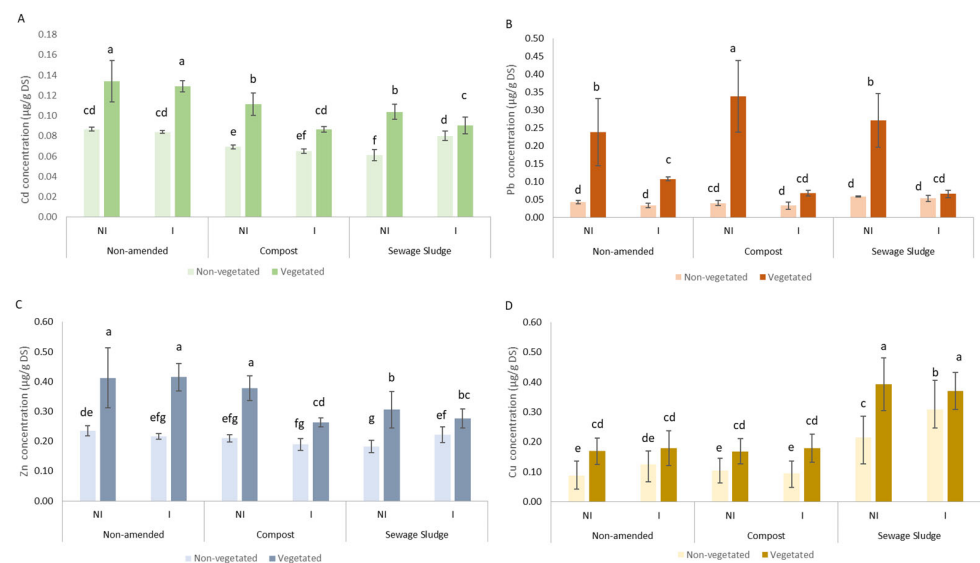 A
Cd concentration (µg/g DS)
0.18
0.16
0.14
0.12
0.10
0.08
0.06
0.04
0.02
0.00
cd a cd a e b ef cd f b d c
NI I NI I NI I
Non-amended Compost Sewage Sludge
Non-vegetated Vegetated
B
Pb concentration (µg/g DS)
0.50
0.45
0.40
0.35
0.30
0.25
0.20
0.15
0.10
0.05
0.00
d b d c cd a d cd d b d cd
NI I NI I NI I
Non-amended Compost Sewage Sludge
Non-vegetated Vegetated
C
Zn concentration (µg/g DS)
0.60
0.50
0.40
0.30
0.20
0.10
0.00
de a efg a efg a fg cd g b ef bc
NI I NI I NI I
Non-amended Compost Sewage Sludge
Non-vegetated Vegetated
D
Cu concentration (µg/g DS)
0.60
0.50
0.40
0.30
0.20
0.10
0.00
e cd de cd e cd e cd c a b a
NI I NI I NI I
Non-amended Compost Sewage Sludge
Non-vegetated Vegetated